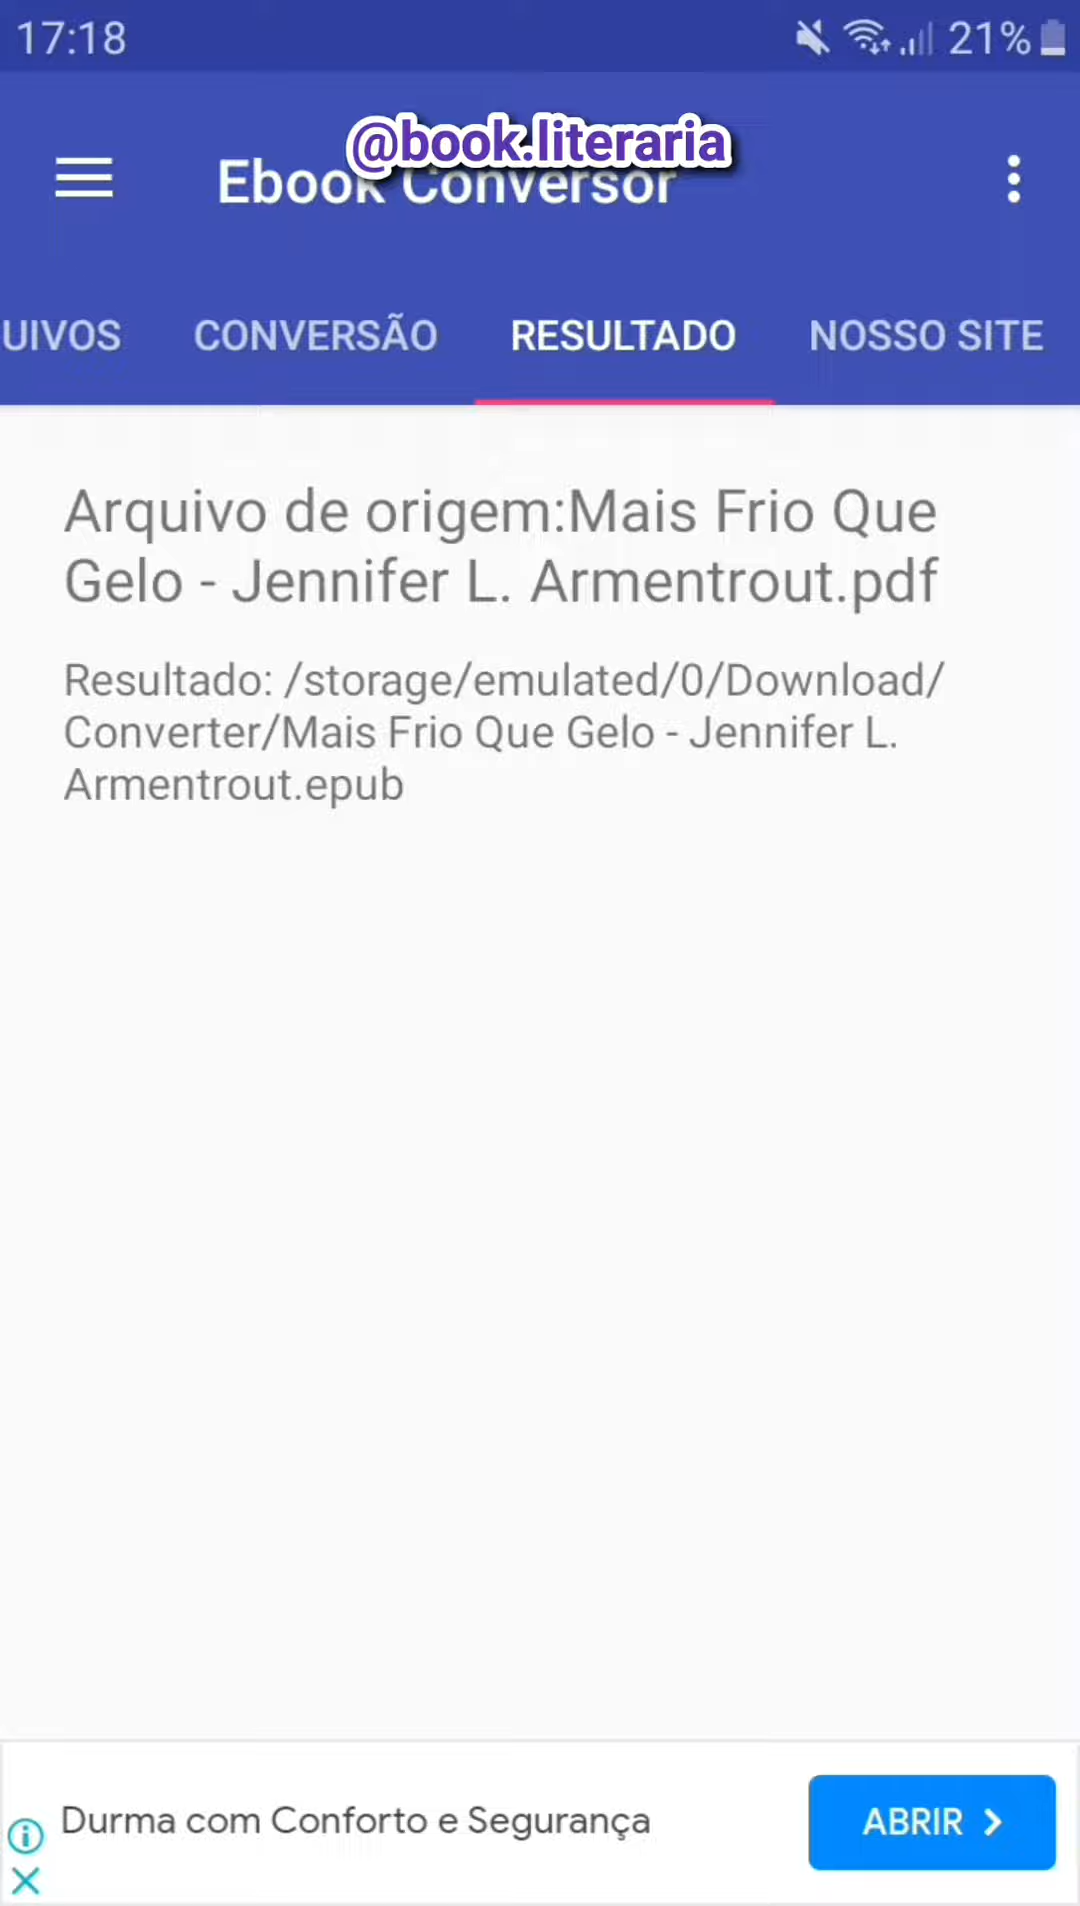 17:18
21%
@book.literaria
Ebook Conversor
UIVOS CONVERSÃO RESULTADO NOSSO SITE
Arquivo de origem:Mais Frio Que
Gelo - Jennifer L. Armentrout.pdf
Resultado: /storage/emulated/0/Download/
Converter/Mais Frio Que Gelo - Jennifer L.
Armentrout.epub
Durma com Conforto e Segurança
ABRIR